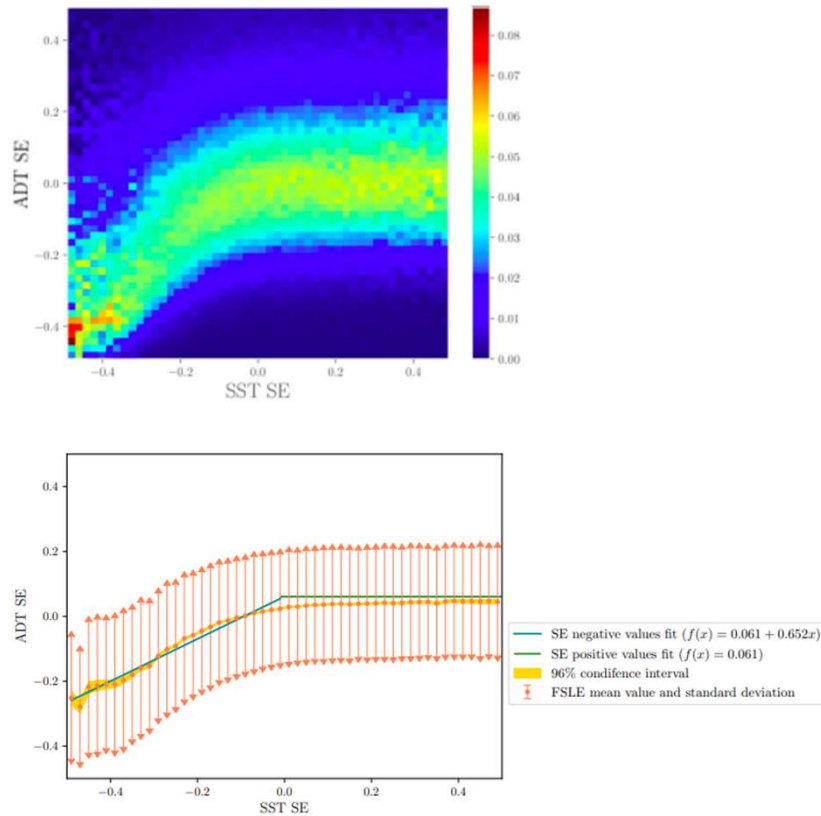 0.4
0.2
0.0
−0.2
−0.4
ADT SE
−0.4 −0.2 0.0 0.2 0.4
SST SE
0.08
0.07
0.06
0.05
0.04
0.03
0.02
0.01
0.00
0.4
0.2
0.0
−0.2
−0.4
ADT SE
−0.4 −0.2 0.0 0.2 0.4
SST SE
SE negative values fit (f(x) = 0.061 + 0.652x)
SE positive values fit (f(x) = 0.061)
96% condifence interval
FSLE mean value and standard deviation